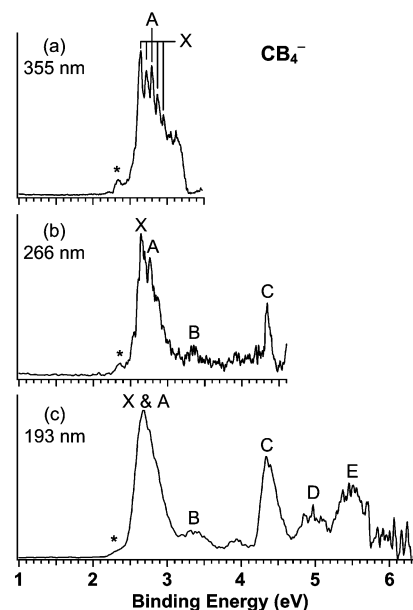 (a)
355 nm
A
X
CB₄⁻
*
(b)
266 nm
X
A
*
B
C
(c)
193 nm
X & A
*
B
C
D
E
1 2 3 4 5 6
Binding Energy (eV)